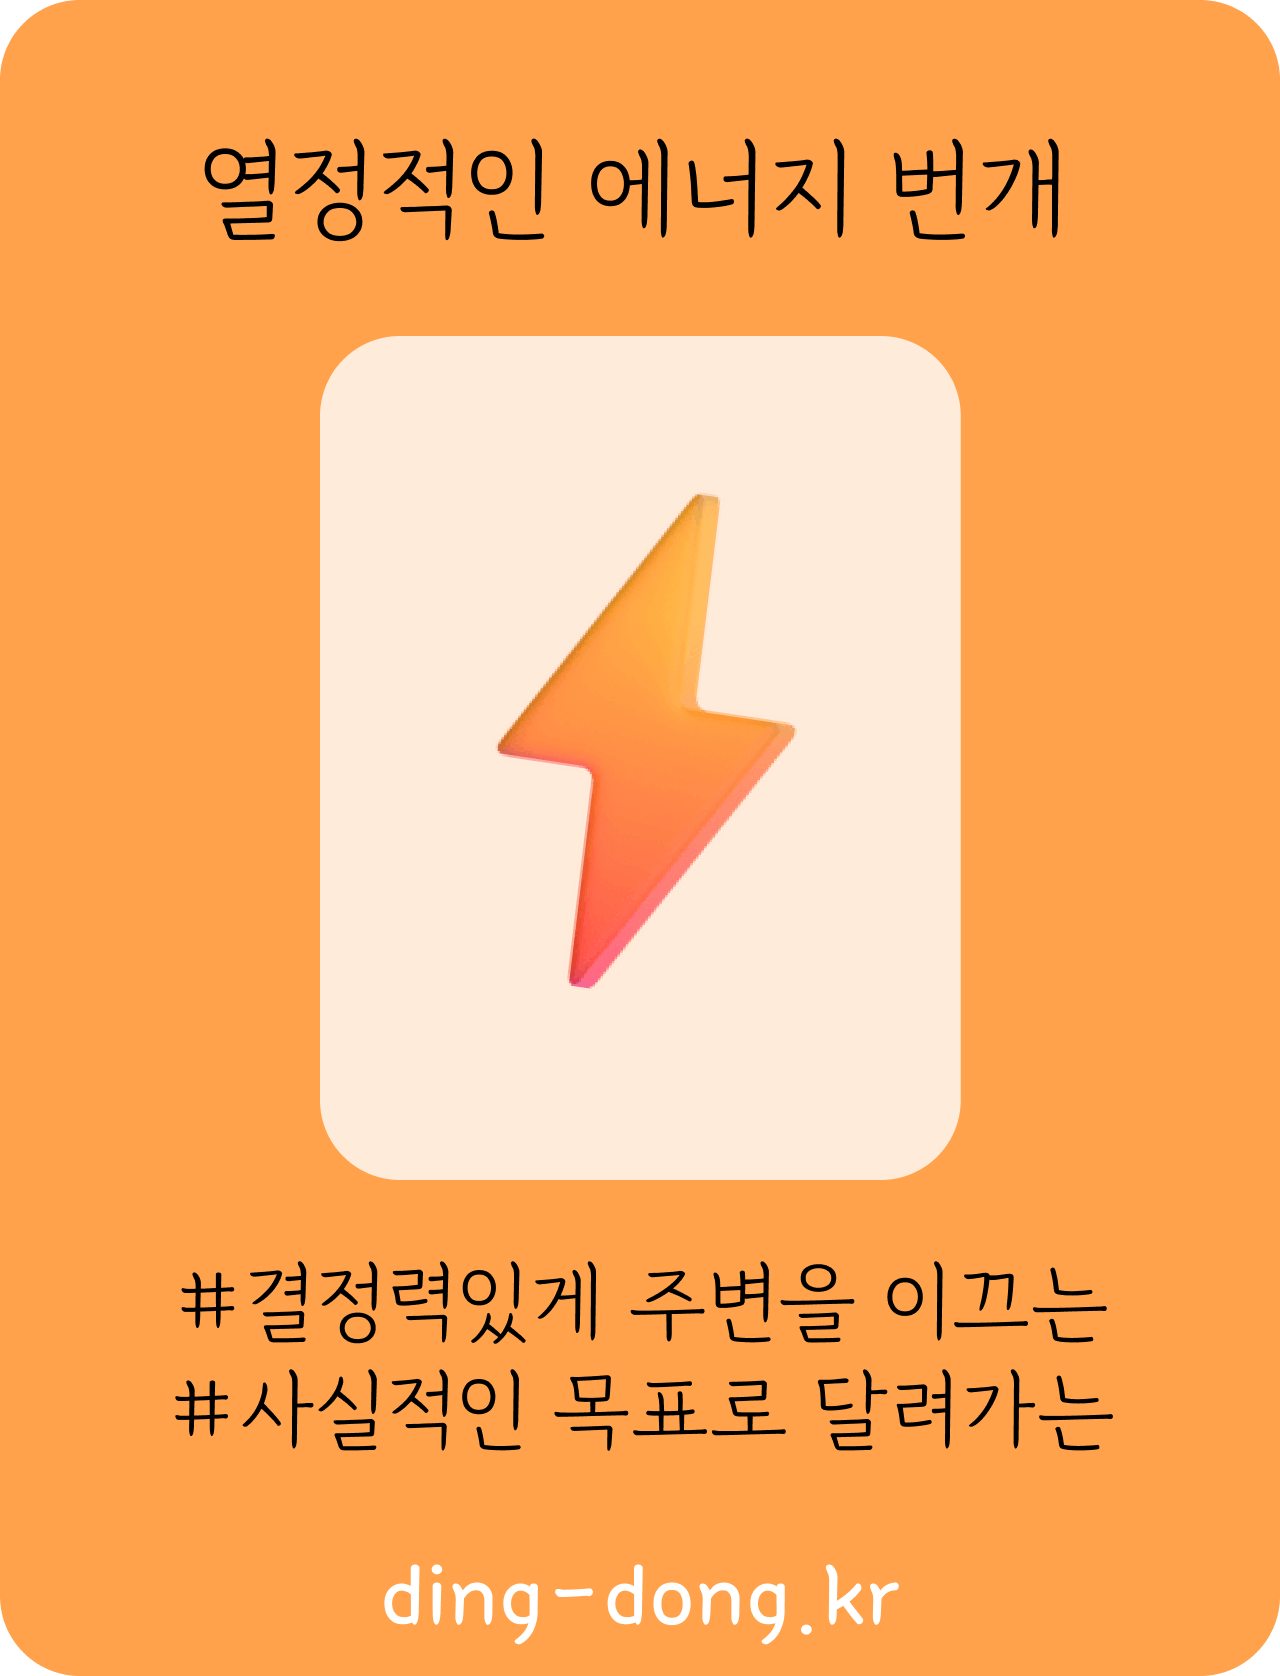 열정적인 에너지 번개
#결정력있게 주변을 이끄는
#사실적인 목표로 달려가는
ding-dong.kr